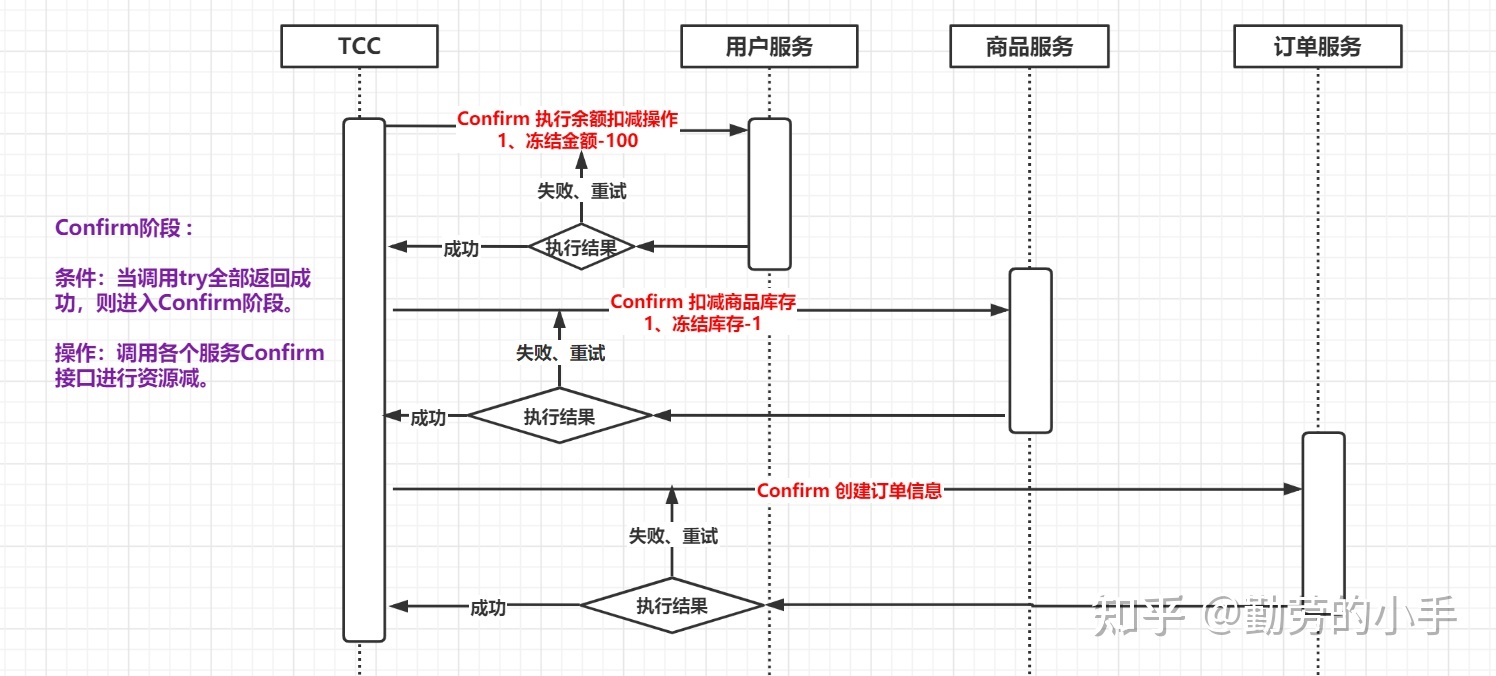 TCC
用户服务
商品服务
订单服务
Confirm 执行余额扣减操作
1、冻结金额-100
失败、重试
执行结果
成功
Confirm阶段：
条件：当调用try全部返回成
功，则进入Confirm阶段。
操作：调用各个服务Confirm
接口进行资源减。
Confirm 扣减商品库存
1、冻结库存-1
失败、重试
执行结果
成功
Confirm 创建订单信息
失败、重试
执行结果
成功
知乎 @勤劳的小手